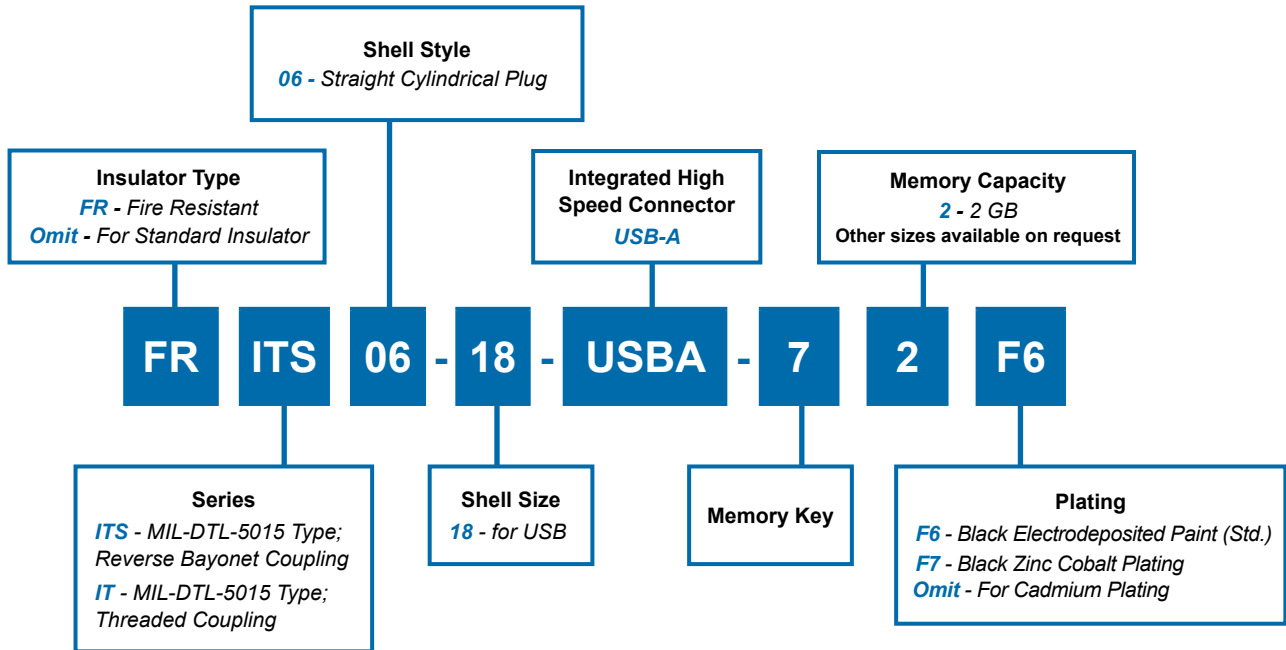 Shell Style
06 - Straight Cylindrical Plug
Insulator Type
FR - Fire Resistant
Omit - For Standard Insulator
Integrated High
Speed Connector
USB-A
Memory Capacity
2 - 2 GB
Other sizes available on request
FR ITS 06 - 18 - USBA - 7 2 F6
Series
ITS - MIL-DTL-5015 Type;
Reverse Bayonet Coupling
IT - MIL-DTL-5015 Type;
Threaded Coupling
Shell Size
18 - for USB
Memory Key
Plating
F6 - Black Electrodeposited Paint (Std.)
F7 - Black Zinc Cobalt Plating
Omit - For Cadmium Plating